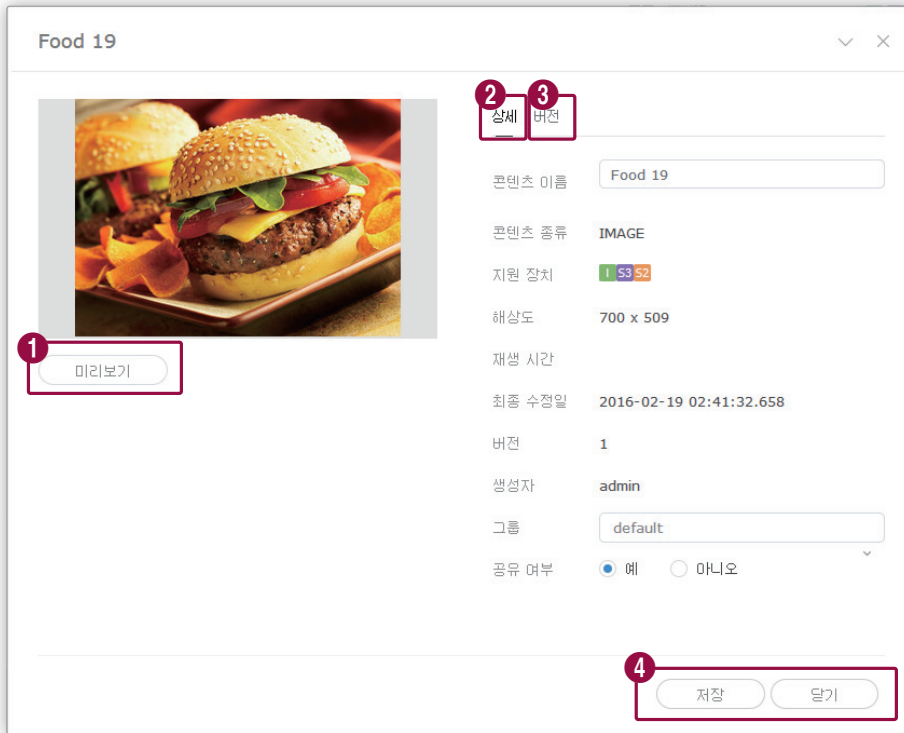 Food 19
2
3
상세 버전
콘텐츠 이름 Food 19
콘텐츠 종류 IMAGE
지원 장치 I S3 S2
해상도 700 x 509
1
미리보기
재생 시간
최종 수정일 2016-02-19 02:41:32.658
버전 1
생성자 admin
그룹 default
공유 여부 예 아니오
4
저장 닫기